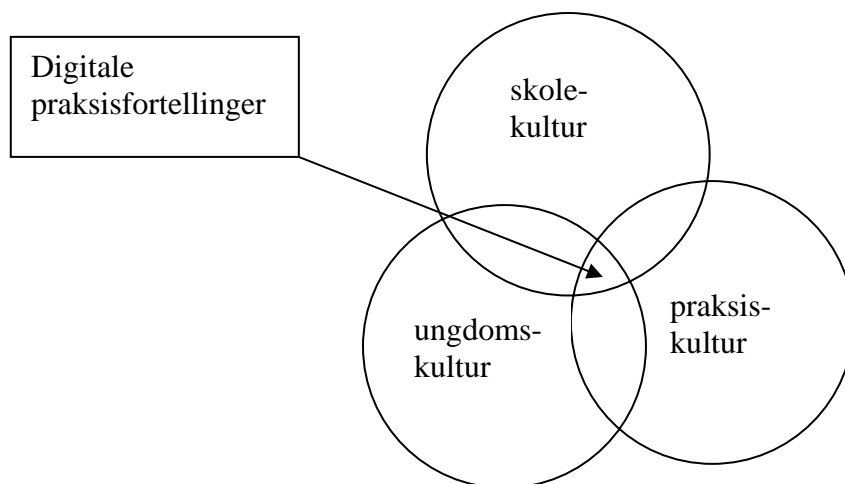 Digitale
praksisfortellinger
skole-
kultur
ungdoms-
kultur
praksis-
kultur